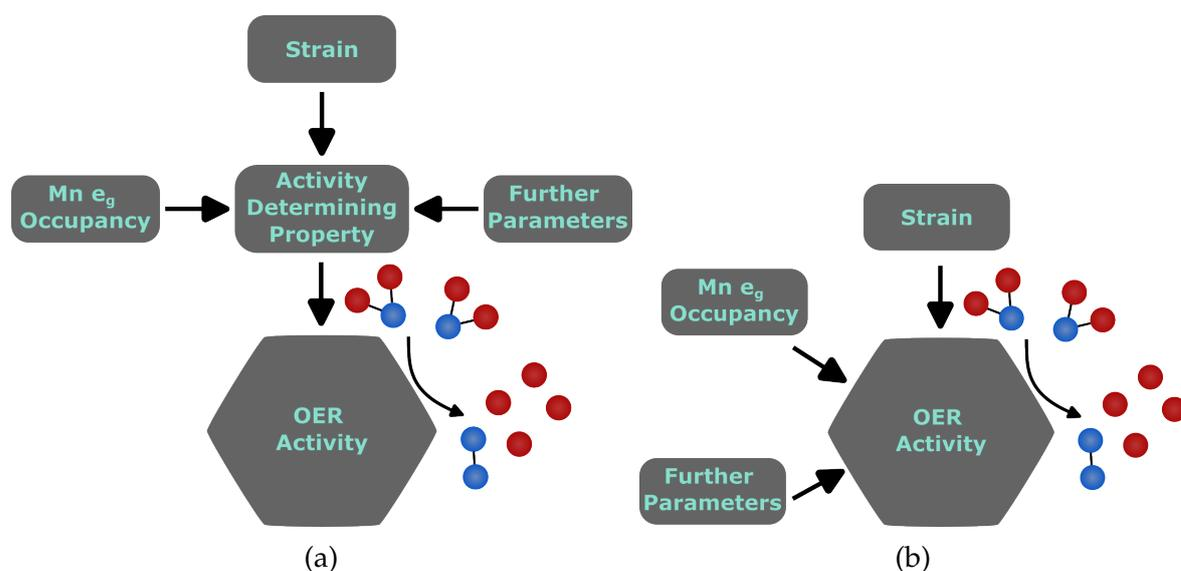 Strain
Mn eg
Occupancy
Activity
Determining
Property
Further
Parameters
OER
Activity
(a)
Strain
Mn eg
Occupancy
Further
Parameters
OER
Activity
(b)